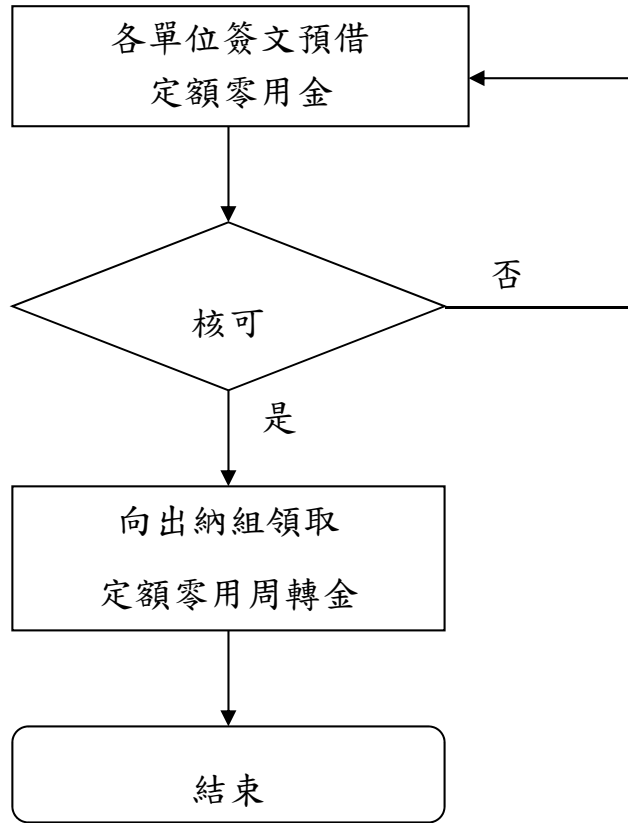 各單位簽文預借
定額零用金
否
核可
是
向出納組領取
定額零用周轉金
結束